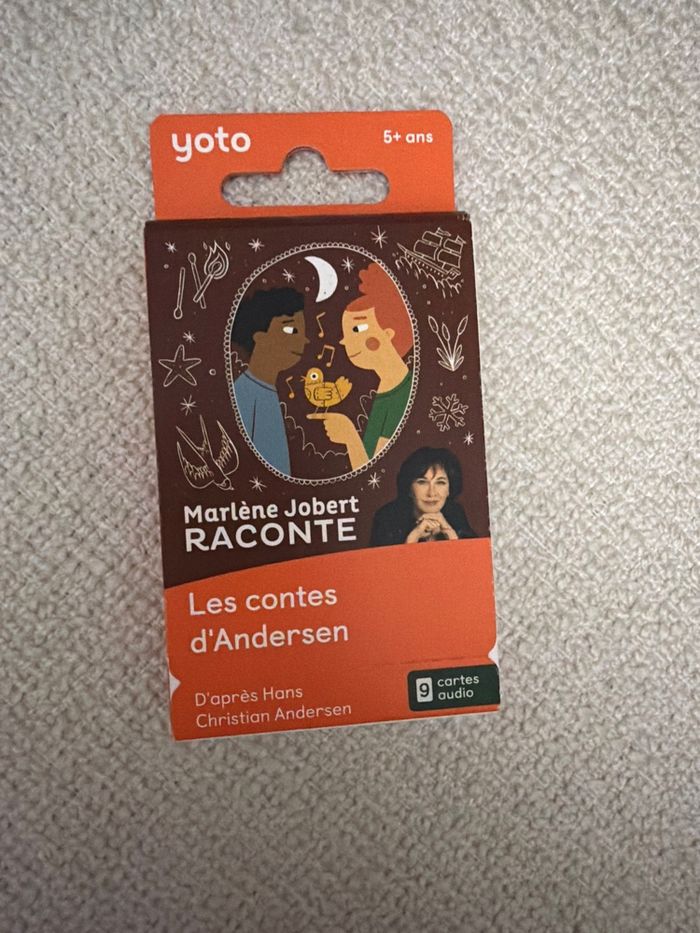 yoto
5+ ans
Marlène Jobert
RACONTE
Les contes
d'Andersen
D'après Hans
Christian Andersen
9 cartes
audio